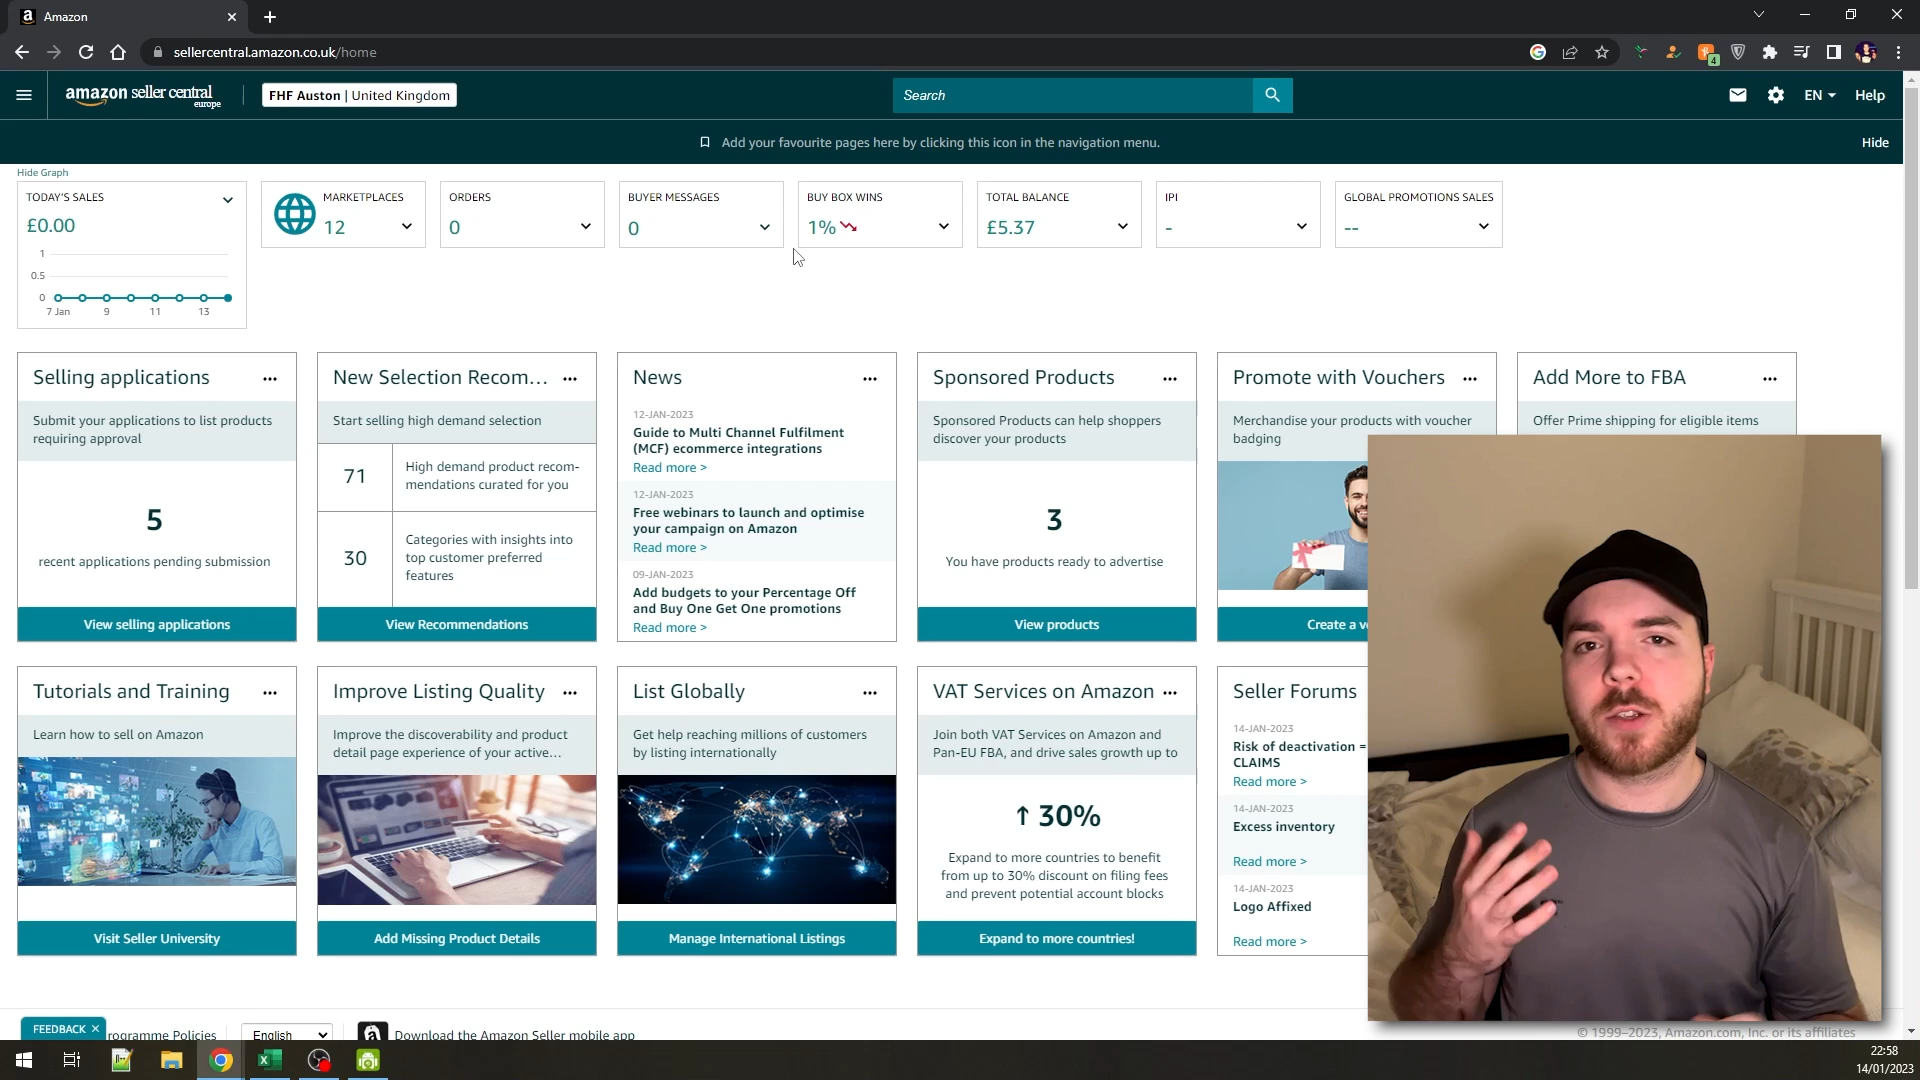 Amazon
sellercentral.amazon.co.uk/home
4
amazon seller central
europe
FHF Auston | United Kingdom
Search
EN
Help
Add your favourite pages here by clicking this icon in the navigation menu.
Hide
Hide Graph
TODAY'S SALES
£0.00
1
0.5
0
7 Jan 9 11 13
MARKETPLACES
12
ORDERS
0
BUYER MESSAGES
0
BUY BOX WINS
1%
TOTAL BALANCE
£5.37
IPI
-
GLOBAL PROMOTIONS SALES
--
Selling applications
Submit your applications to list products
requiring approval
5
recent applications pending submission
View selling applications
New Selection Recom...
Start selling high demand selection
71
High demand product recom-
mendations curated for you
30
Categories with insights into
top customer preferred
features
View Recommendations
News
12-JAN-2023
Guide to Multi Channel Fulfilment
(MCF) ecommerce integrations
Read more >
12-JAN-2023
Free webinars to launch and optimise
your campaign on Amazon
Read more >
09-JAN-2023
Add budgets to your Percentage Off
and Buy One Get One promotions
Read more >
Sponsored Products
Sponsored Products can help shoppers
discover your products
3
You have products ready to advertise
View products
Promote with Vouchers
Merchandise your products with voucher
badging
Create a v
Add More to FBA
Offer Prime shipping for eligible items
Tutorials and Training
Learn how to sell on Amazon
Visit Seller University
Improve Listing Quality
Improve the discoverability and product
detail page experience of your active...
Add Missing Product Details
List Globally
Get help reaching millions of customers
by listing internationally
Manage International Listings
VAT Services on Amazon
Join both VAT Services on Amazon and
Pan-EU FBA, and drive sales growth up to
↑ 30%
Expand to more countries to benefit
from up to 30% discount on filing fees
and prevent potential account blocks
Expand to more countries!
Seller Forums
14-JAN-2023
Risk of deactivation =
CLAIMS
Read more >
14-JAN-2023
Excess inventory
Read more >
14-JAN-2023
Logo Affixed
Read more >
FEEDBACK ×
rogramme Policies
English
Download the Amazon Seller mobile app
© 1999-2023, Amazon.com, Inc. or its affiliates
22:58
14/01/2023